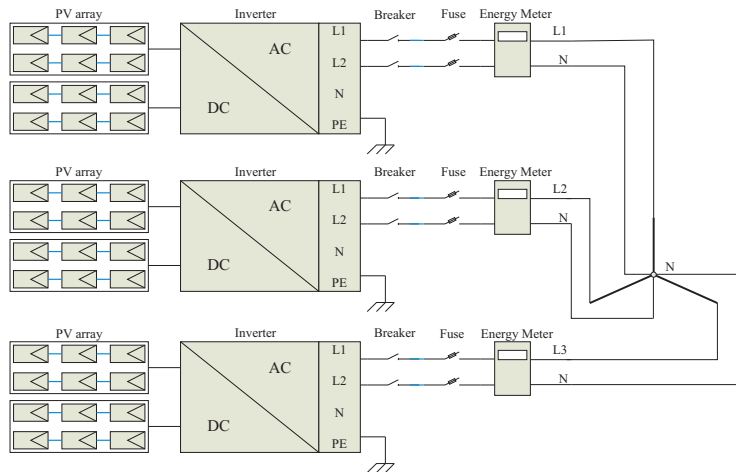 PV array Inverter Breaker Fuse Energy Meter
L1 L1
AC
L2 N
DC N
PE
PV array Inverter Breaker Fuse Energy Meter
L1 L2
AC
L2 N
N
DC N
PE
PV array Inverter Breaker Fuse Energy Meter
L1 L3
AC
L2 N
DC N
PE